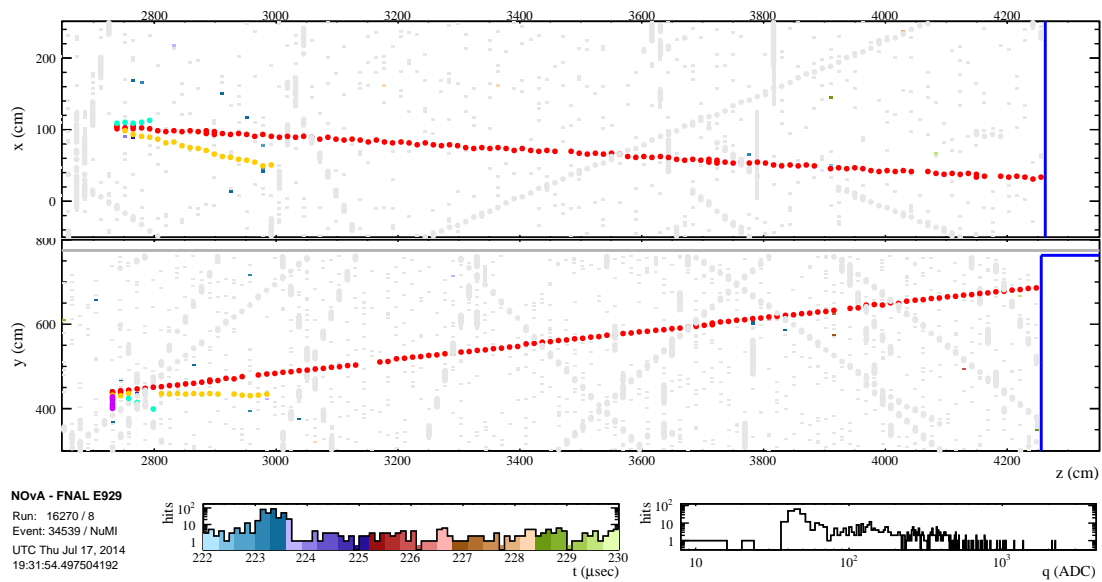 2800 3000 3200 3400 3600 3800 4000 4200
x (cm)
200
100
0
y (cm)
800
600
400
2800 3000 3200 3400 3600 3800 4000 4200
z (cm)
NOvA - FNAL E929
Run: 16270 / 8
Event: 34539 / NuMI
UTC Thu Jul 17, 2014
19:31:54.497504192
hits
10²
10
1
222 223 224 225 226 227 228 229 230
t (μsec)
hits
10²
10
1
10 10² 10³
q (ADC)